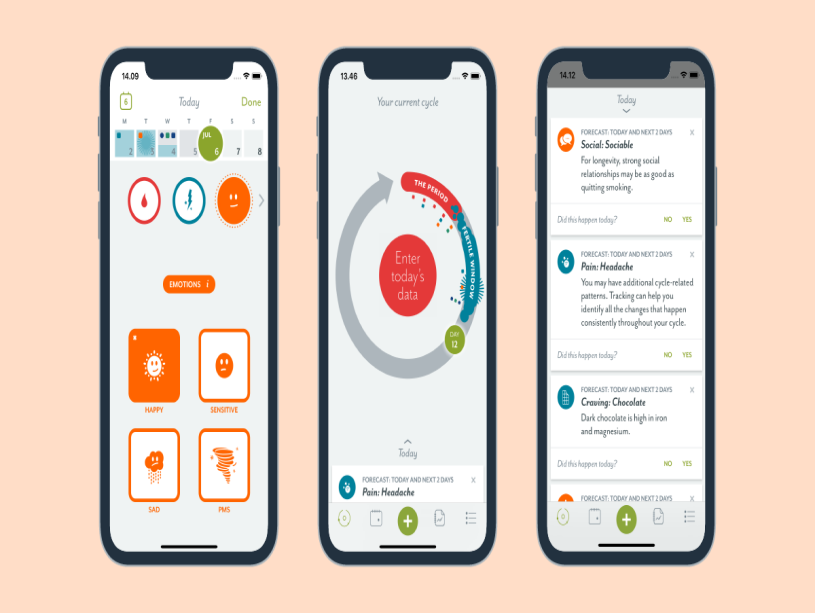 14.09
6
Today
Done
M T W T F S S
2 3 4 5 JUL 6 7 8
EMOTIONS i
HAPPY
SENSITIVE
SAD
PMS
13.46
Your current cycle
THE PERIOD
FERTILE WINDOW
Enter
today's
data
DAY
12
Today
FORECAST: TODAY AND NEXT 2 DAYS X
Pain: Headache
14.12
Today
FORECAST: TODAY AND NEXT 2 DAYS X
Social: Sociable
For longevity, strong social
relationships may be as good as
quitting smoking.
Did this happen today? NO YES
FORECAST: TODAY AND NEXT 2 DAYS X
Pain: Headache
You may have additional cycle-related
patterns. Tracking can help you
identify all the changes that happen
consistently throughout your cycle.
Did this happen today? NO YES
FORECAST: TODAY AND NEXT 2 DAYS X
Craving: Chocolate
Dark chocolate is high in iron
and magnesium.
Did this happen today? NO YES
FORECAST: TODAY AND NEXT 2 DAYS X